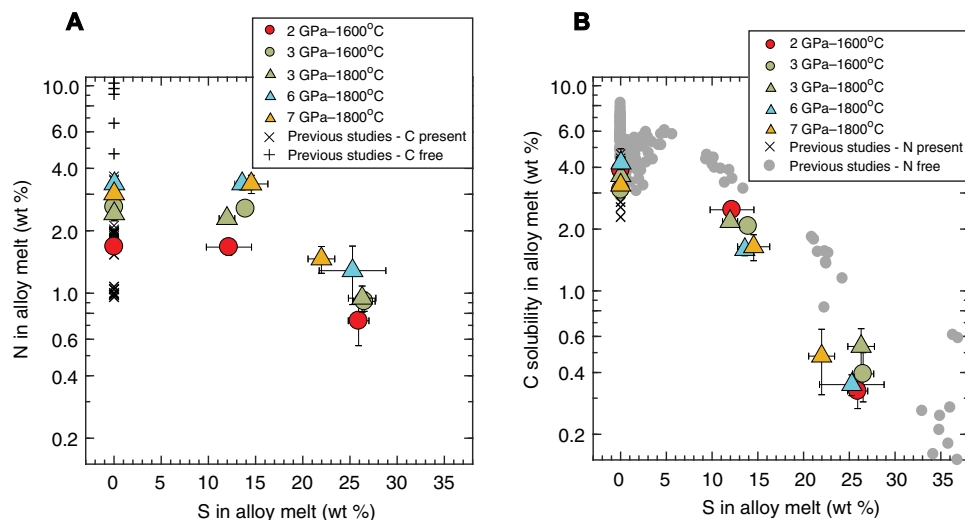 A
2 GPa–1600°C
3 GPa–1600°C
3 GPa–1800°C
6 GPa–1800°C
7 GPa–1800°C
Previous studies - C present
Previous studies - C free
10.0
6.0
4.0
2.0
1.0
0.6
0.4
0.2
N in alloy melt (wt %)
0 5 10 15 20 25 30 35
S in alloy melt (wt %)
B
2 GPa–1600°C
3 GPa–1600°C
3 GPa–1800°C
6 GPa–1800°C
7 GPa–1800°C
Previous studies - N present
Previous studies - N free
10.0
6.0
4.0
2.0
1.0
0.6
0.4
0.2
C solubility in alloy melt (wt %)
0 5 10 15 20 25 30 35
S in alloy melt (wt %)